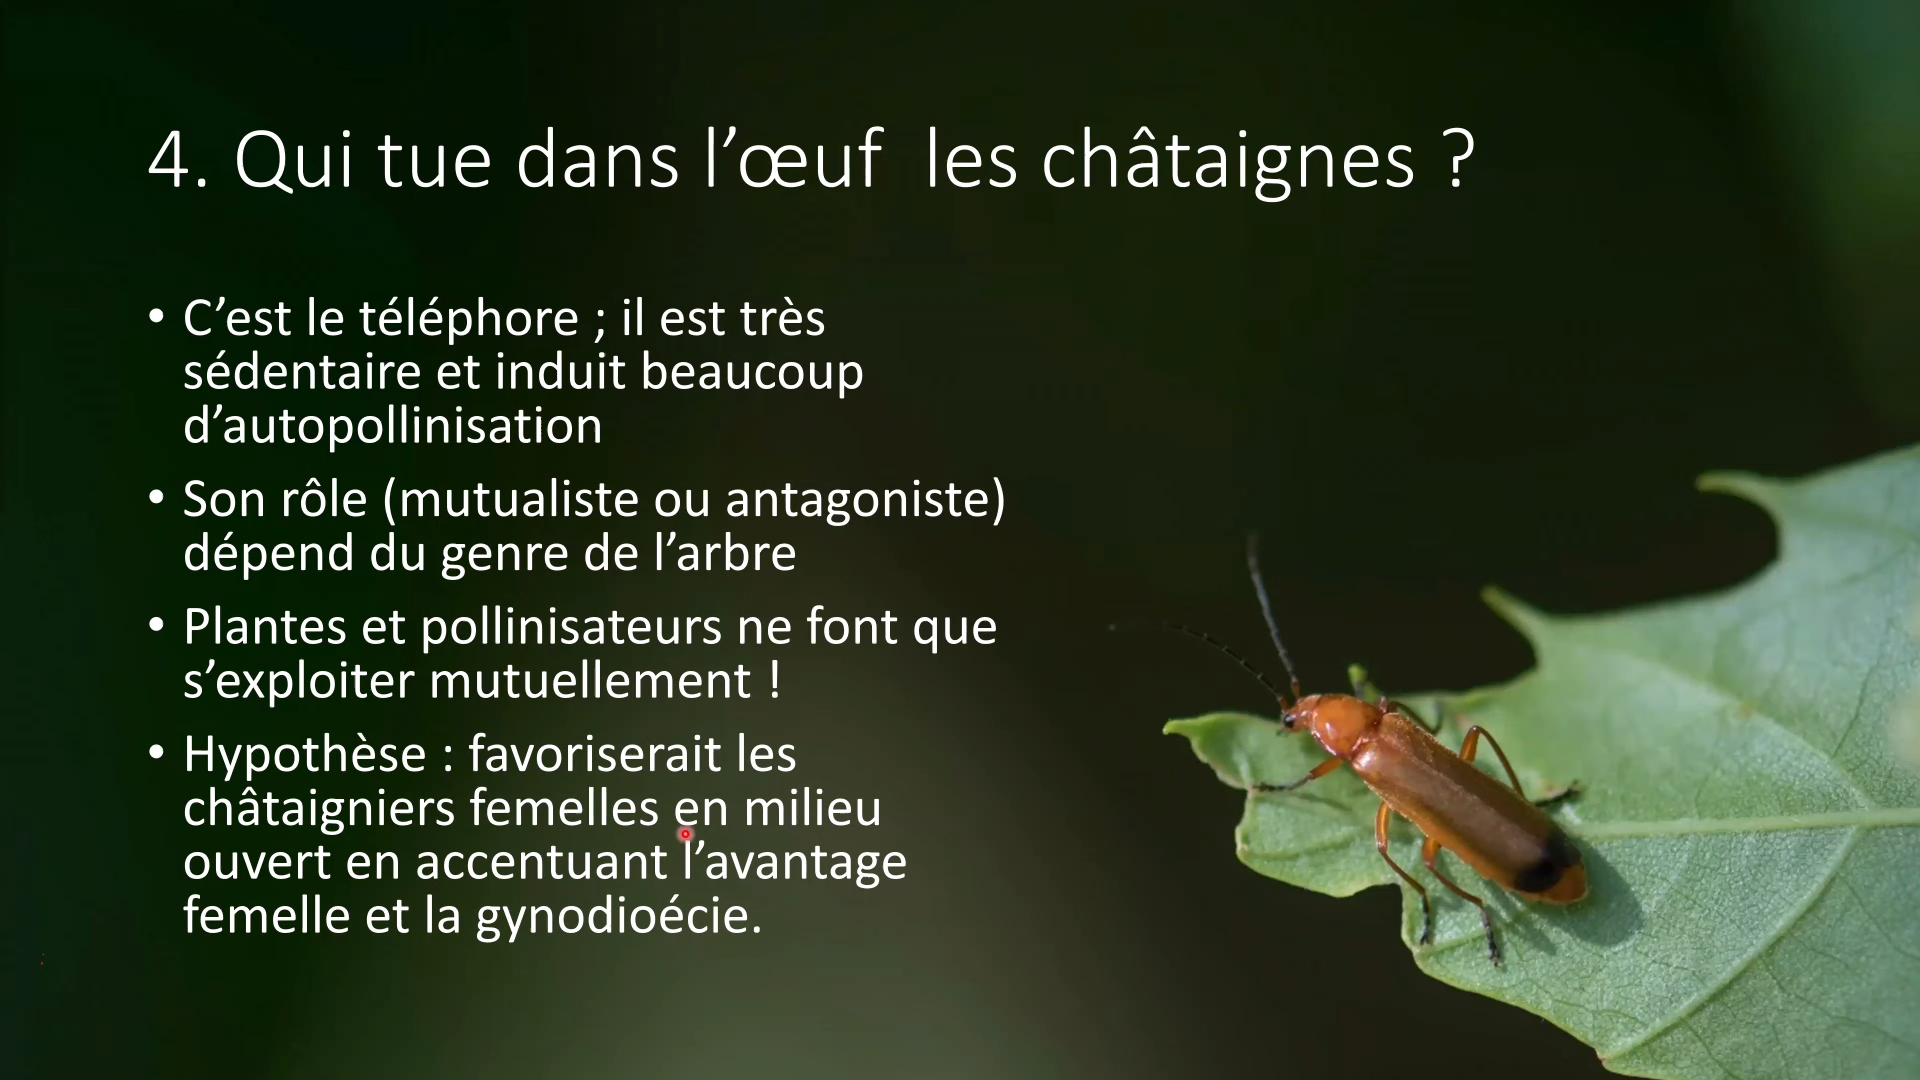 4. Qui tue dans l’œuf  les châtaignes ?
• C’est le téléphore ; il est très
sédentaire et induit beaucoup
d’autopollinisation
• Son rôle (mutualiste ou antagoniste)
dépend du genre de l’arbre
• Plantes et pollinisateurs ne font que
s’exploiter mutuellement !
• Hypothèse : favoriserait les
châtaigniers femelles en milieu
ouvert en accentuant l’avantage
femelle et la gynodioécie.